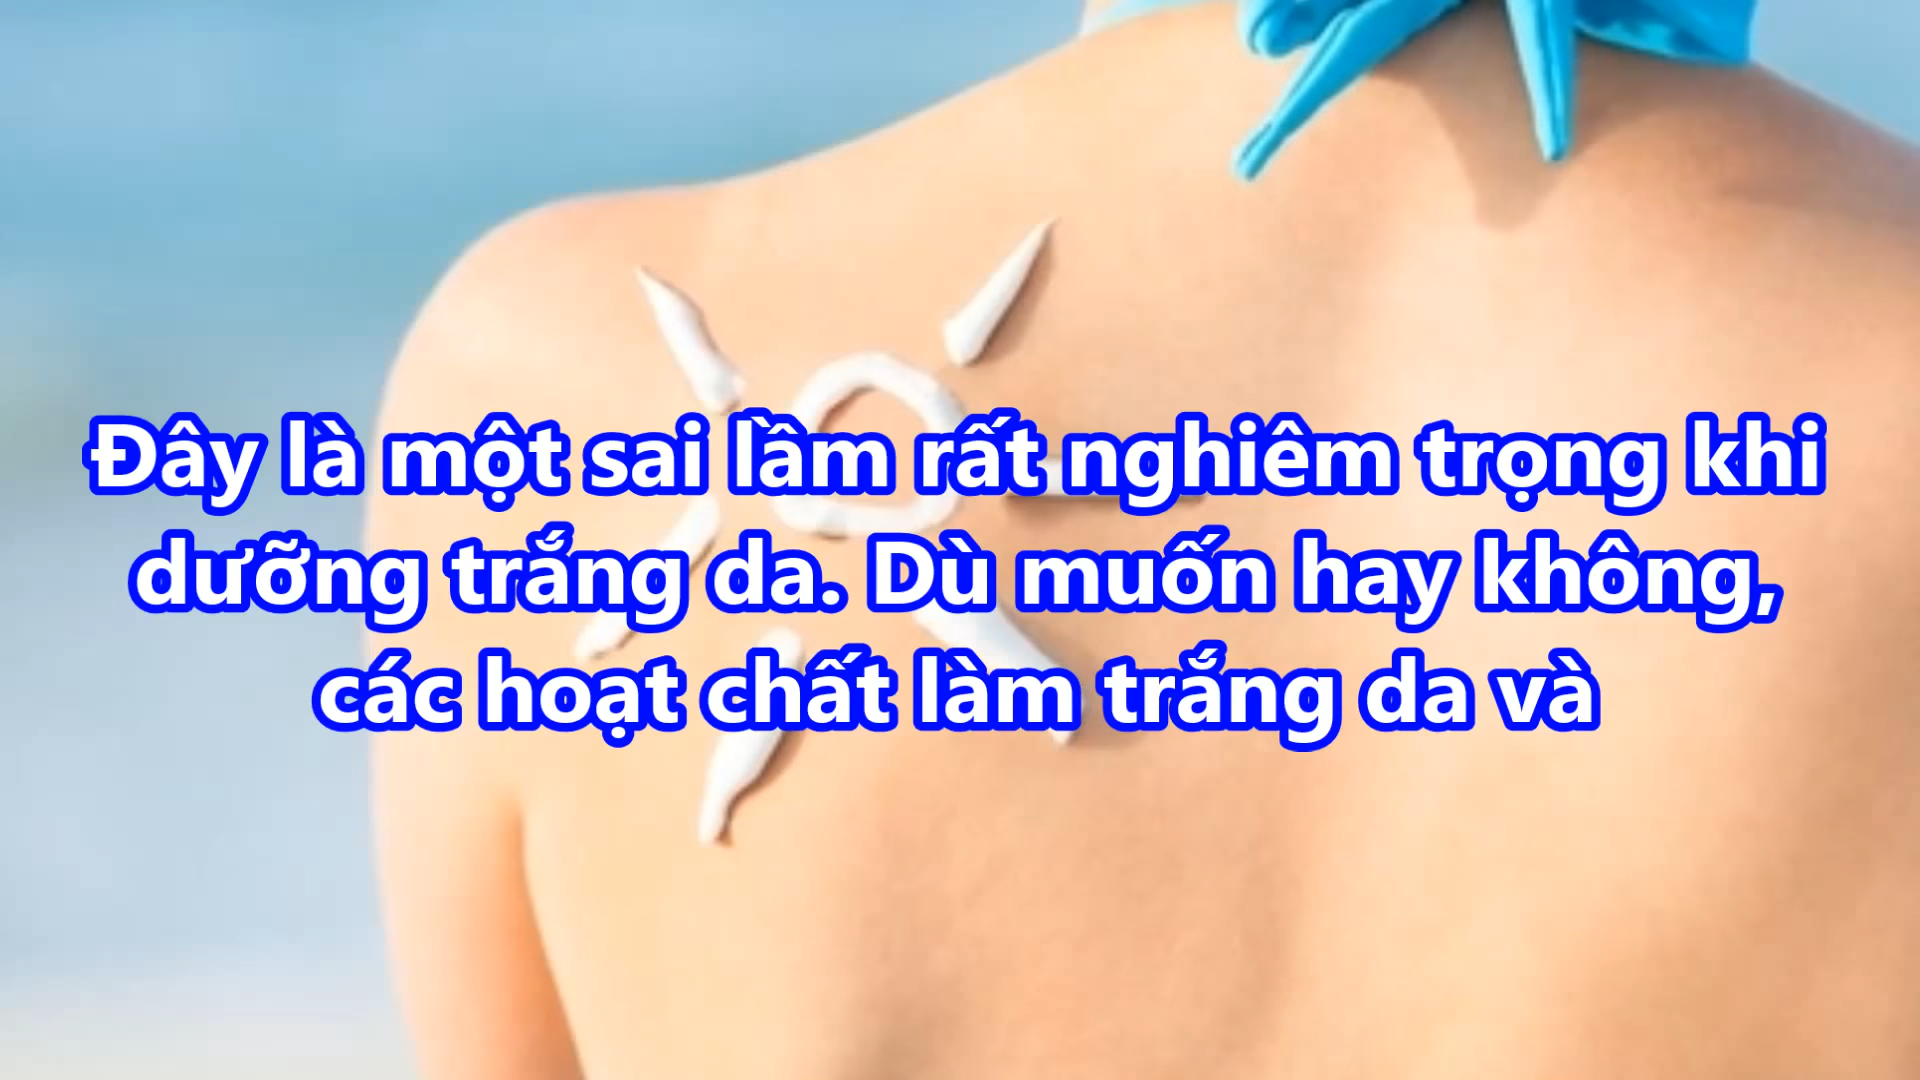 Đây là một sai lầm rất nghiêm trọng khi
dưỡng trắng da. Dù muốn hay không,
các hoạt chất làm trắng da và